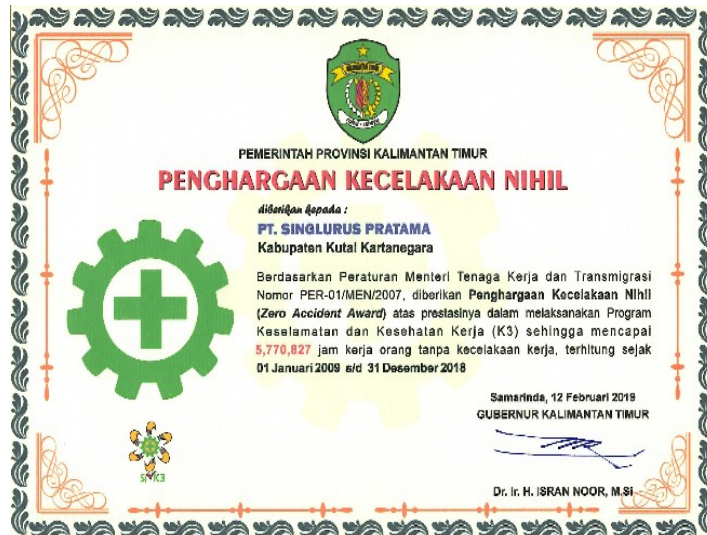 PEMERINTAH PROVINSI KALIMANTAN TIMUR
PENGHARGAAN KECELAKAAN NIHIL
diberikan kepada :
PT. SINGLURUS PRATAMA
Kabupaten Kutai Kartanegara
Berdasarkan Peraturan Menteri Tenaga Kerja dan Transmigrasi
Nomor PER-01/MEN/2007, diberikan Penghargaan Kecelakaan Nihil
(Zero Accident Award) atas prestasinya dalam melaksanakan Program
Keselamatan dan Kesehatan Kerja (K3) sehingga mencapai
5,770,827 jam kerja orang tanpa kecelakaan kerja, terhitung sejak
01 Januari 2009 s/d 31 Desember 2018
Samarinda, 12 Februari 2019
GUBERNUR KALIMANTAN TIMUR
Dr. Ir. H. ISRAN NOOR, M.Si